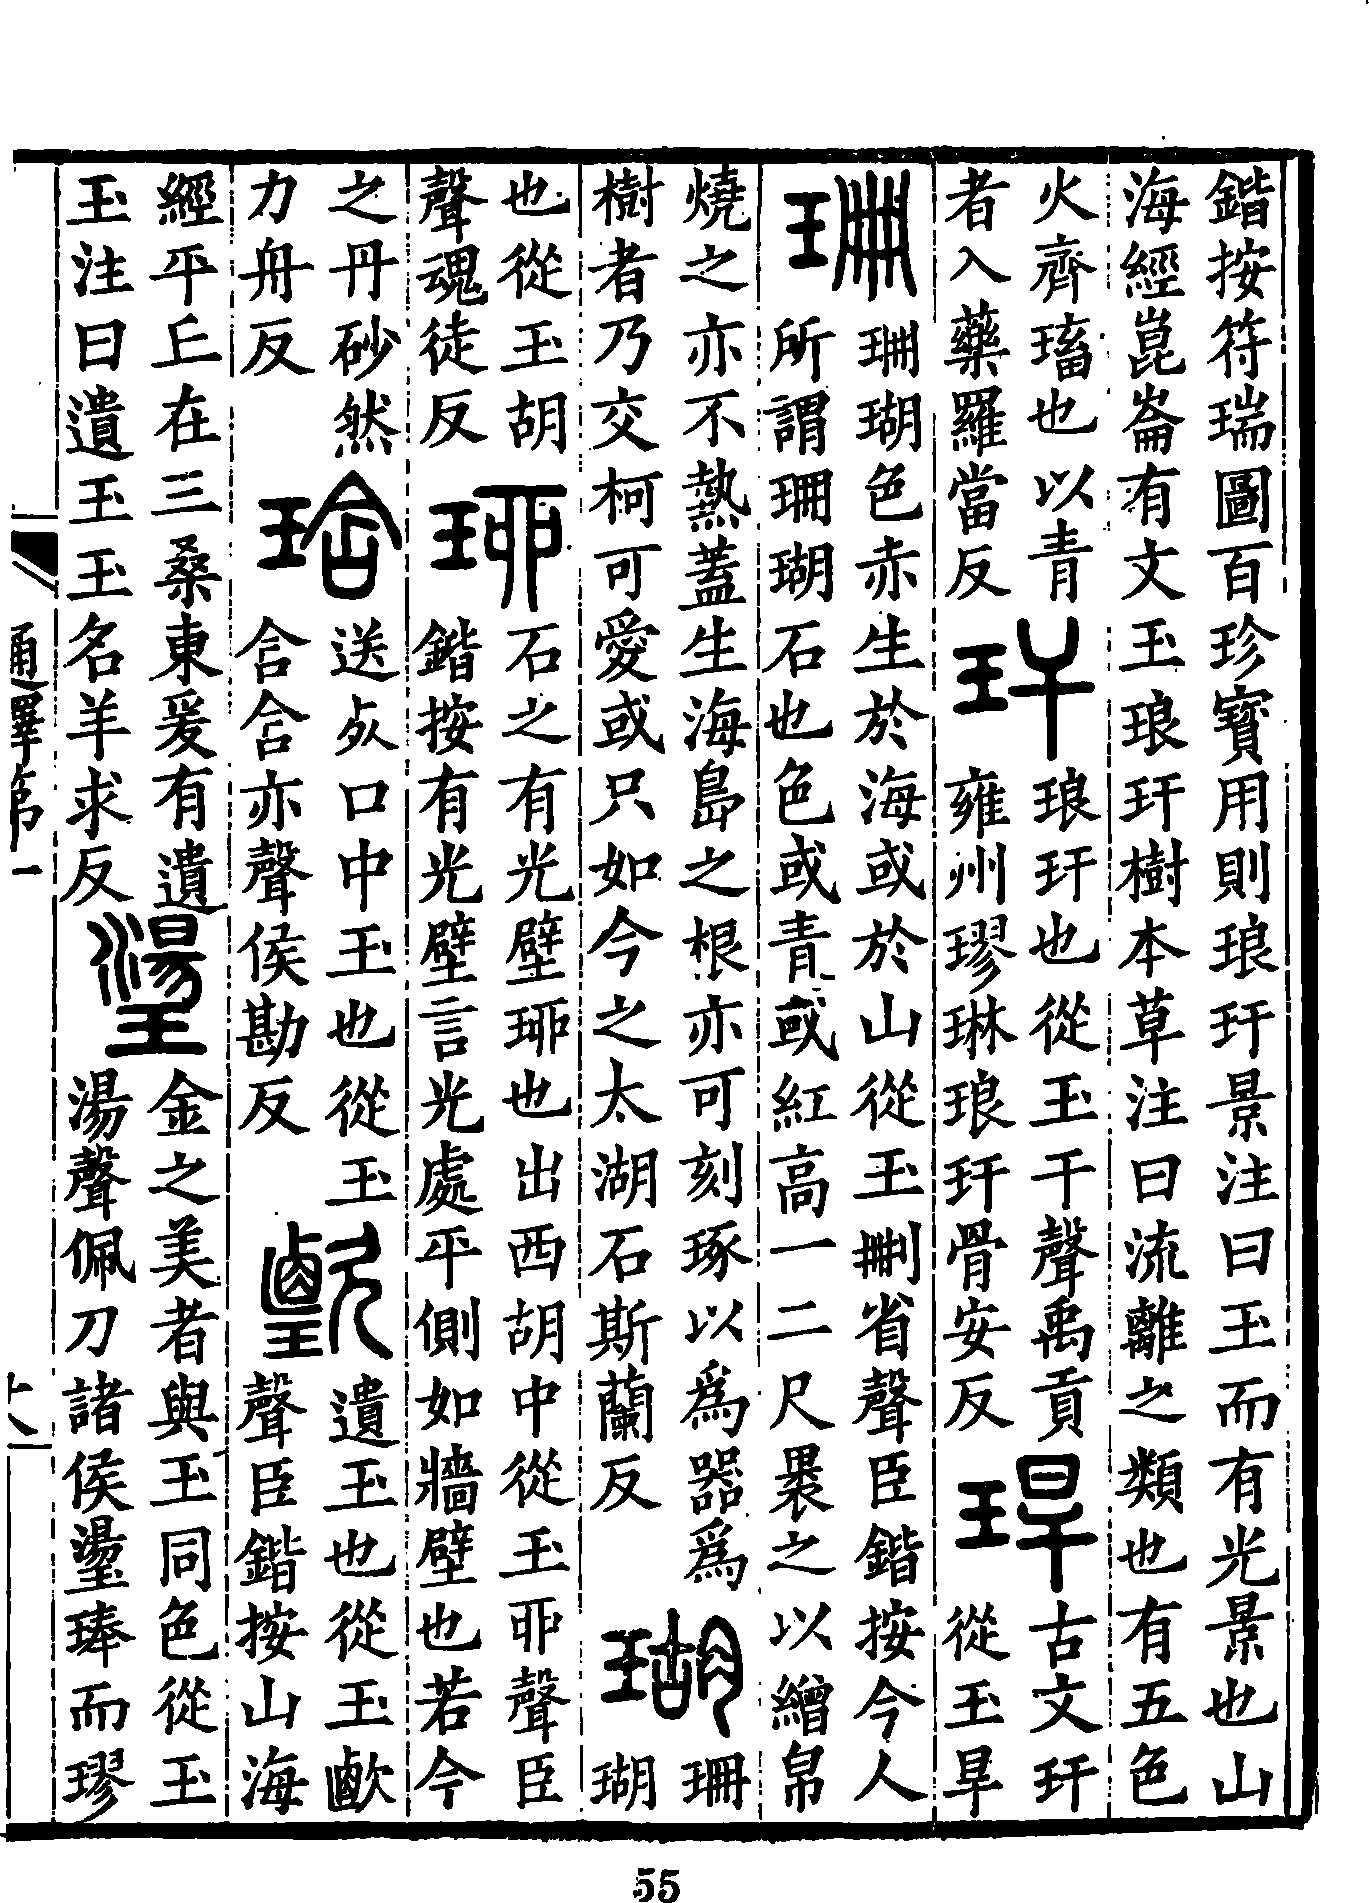 鍇按符瑞圖百珍寶用則琅玕景注曰玉而有光景也山
海經崑崙有文玉琅玕樹本草注曰流離之類也有五色
火齊璢也以青
者入藥羅當反
玕
琅玕也從玉干聲禹貢
雍州璆琳琅玕骨安反
古文玕
從玉旱
珊
珊瑚色赤生於海或於山從玉刪省聲臣鍇按今人
所謂珊瑚石也色或青或紅高一二尺褁之以繒帛
燒之亦不熱蓋生海島之根亦可刻琢以爲器爲
樹者乃交柯可愛或只如今之太湖石斯蘭反
瑚
珊
瑚
也從玉胡
聲魂徒反
珋
石之有光壁珋也出西胡中從玉丣聲臣
鍇按有光壁言光處平側如牆壁也若今
之丹砂然
力舟反
琀
送㱙口中玉也從玉
含含亦聲侯勘反
遺玉也從玉歞
聲臣鍇按山海
經平丘在三桑東爰有遺
玉注曰遺玉玉名羊求反
璗
金之美者與玉同色從玉
湯聲佩刀諸侯璗琫而璆
通釋第一
十八
55